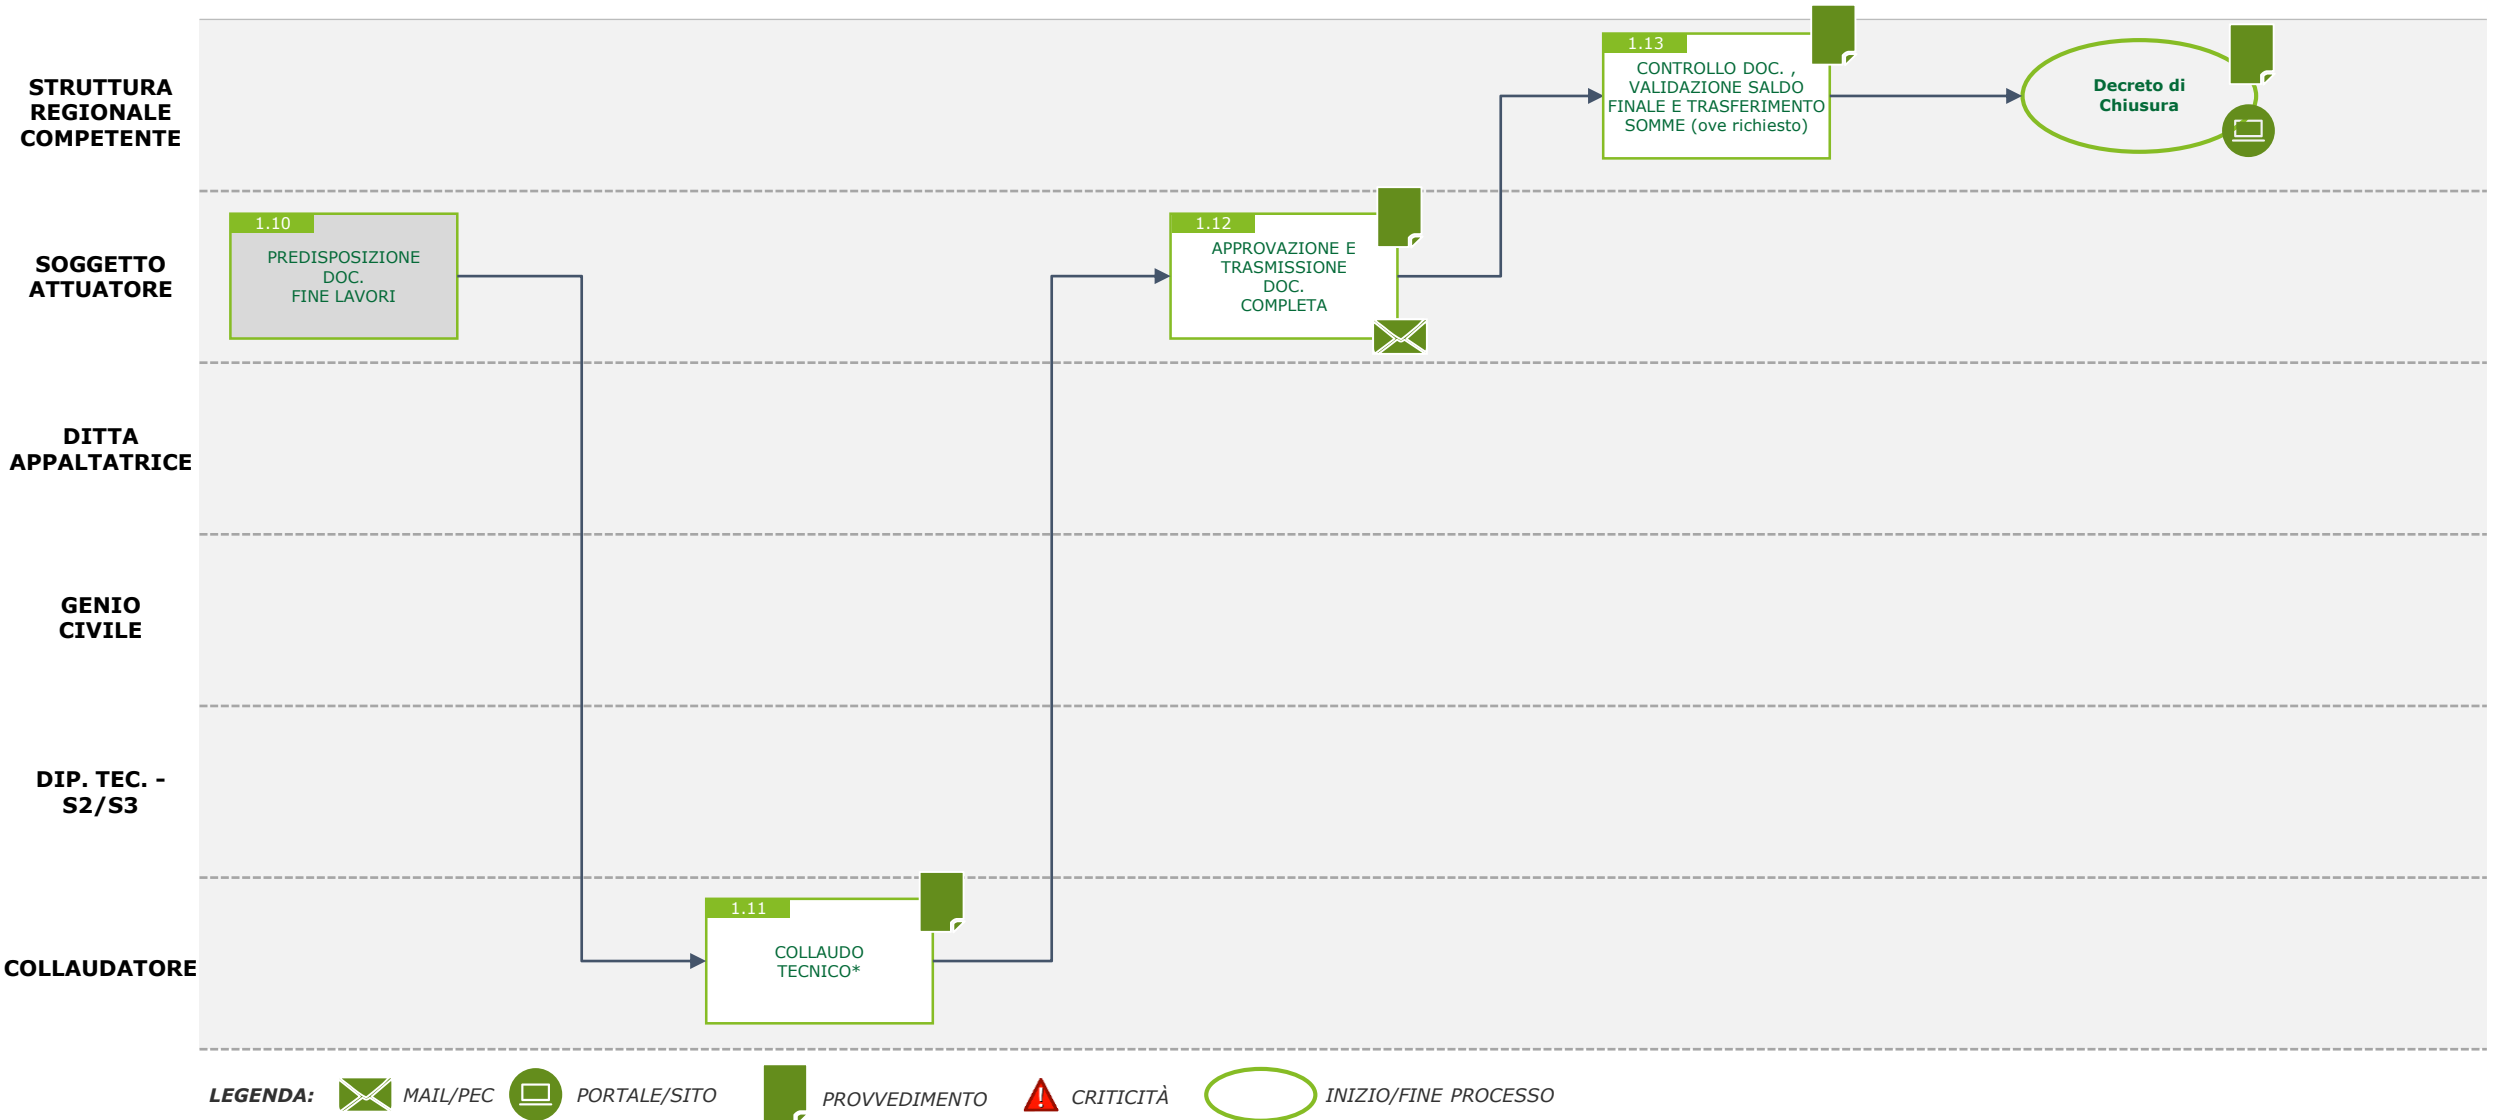 STRUTTURA
REGIONALE
COMPETENTE
1.13
CONTROLLO DOC. ,
VALIDAZIONE SALDO
FINALE E TRASFERIMENTO
SOMME (ove richiesto)
Decreto di
Chiusura
SOGGETTO
ATTUATORE
1.10
PREDISPOSIZIONE
DOC.
FINE LAVORI
1.12
APPROVAZIONE E
TRASMISSIONE
DOC.
COMPLETA
DITTA
APPALTATRICE
GENIO
CIVILE
DIP. TEC. -
S2/S3
COLLAUDATORE
1.11
COLLAUDO
TECNICO*
LEGENDA: MAIL/PEC PORTALE/SITO PROVVEDIMENTO CRITICITÀ INIZIO/FINE PROCESSO